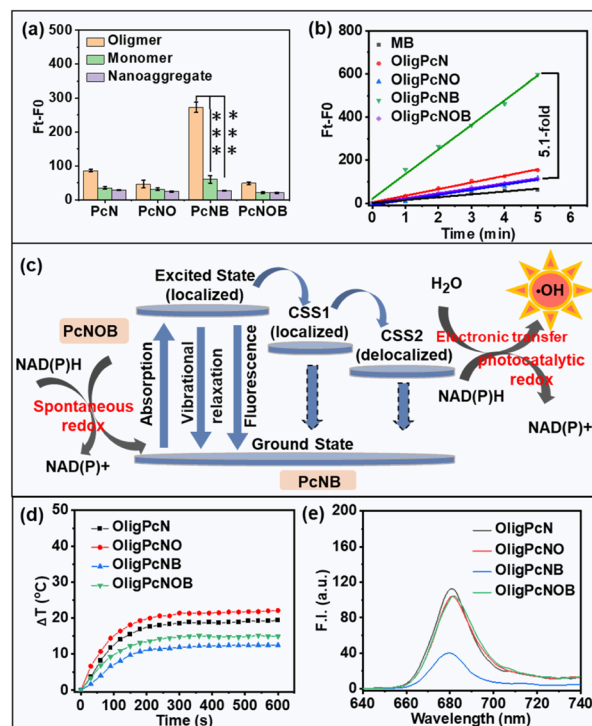 (a)
Oligmer
Monomer
Nanoaggregate
500
400
300
200
100
50
0
Ft-F0
***
***
PcN PcNO PcNB PcNOB
(b)
MB
OligPcN
OligPcNO
OligPcNB
OligPcNOB
800
600
400
200
0
Ft-F0
5.1-fold
0 1 2 3 4 5 6
Time (min)
(c)
Excited State
(localized)
CSS1
(localized)
CSS2
(delocalized)
H2O
•OH
PcNOB
NAD(P)H
Spontaneous
redox
NAD(P)+
Absorption
Vibrational
relaxation
Fluorescence
Electronic transfer
photocatalytic
redox
NAD(P)H
NAD(P)+
Ground State
PcNB
(d)
OligPcN
OligPcNO
OligPcNB
OligPcNOB
50
40
30
20
10
0
ΔT (°C)
0 100 200 300 400 500 600
Time (s)
(e)
OligPcN
OligPcNO
OligPcNB
OligPcNOB
200
160
120
80
40
0
F.I. (a.u.)
640 660 680 700 720 740
Wavelength (nm)